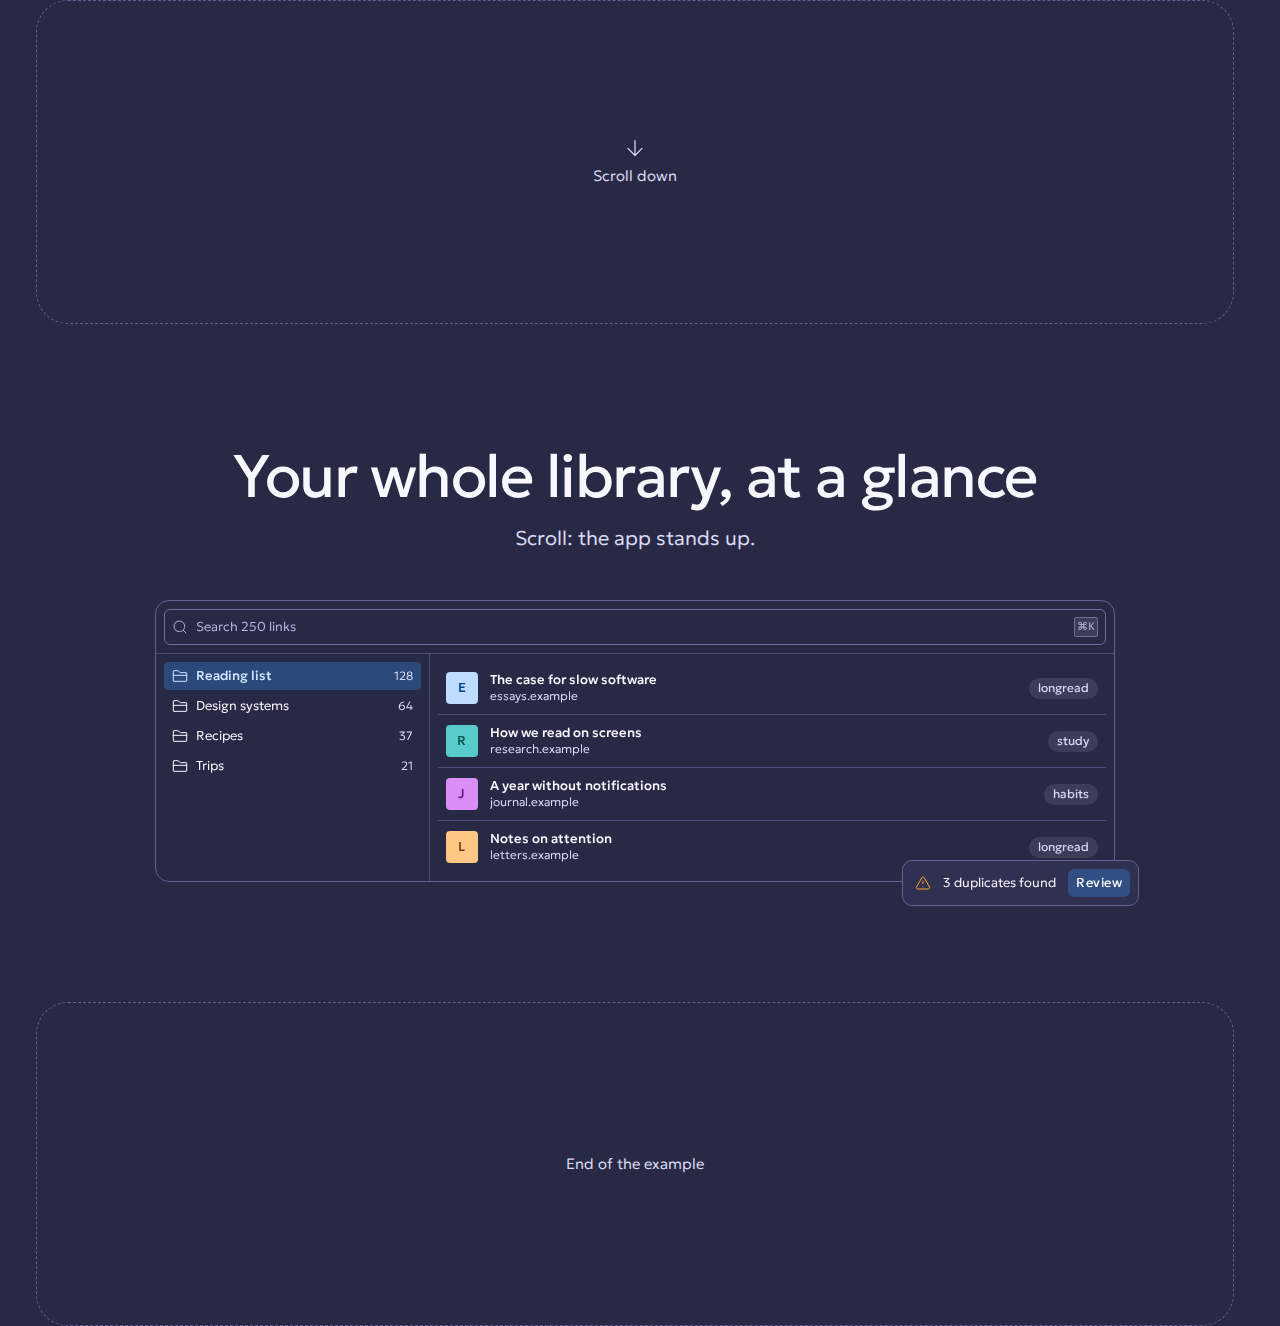 Scroll down
Your whole library, at a glance
Scroll: the app stands up.
Search 250 links
⌘K
Reading list 128
Design systems 64
Recipes 37
Trips 21
E
The case for slow software
essays.example
longread
R
How we read on screens
research.example
study
J
A year without notifications
journal.example
habits
L
Notes on attention
letters.example
longread
3 duplicates found Review
End of the example